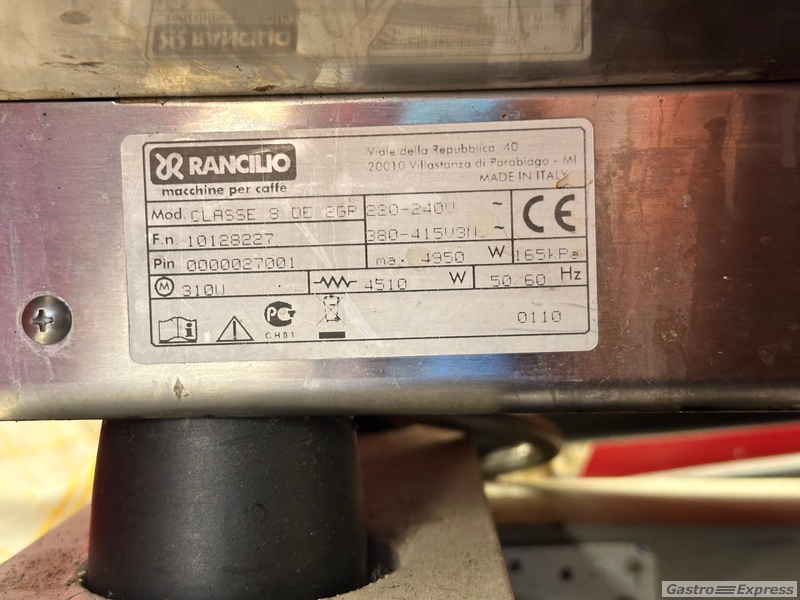 RANCILIO
macchine per caffè
Viale della Repubblica, 40
20010 Villastanza di Parabiago - MI
MADE IN ITALY
Mod. CLASSE 8 DE 2GR 220-240V ~
F.n 10128227 380-415V3N ~
CE
Pin 0000027001 max 4950 W 165kPa
M 310W 4510 W 50/60 Hz
i
PG
CH01
0110
Gastro Express